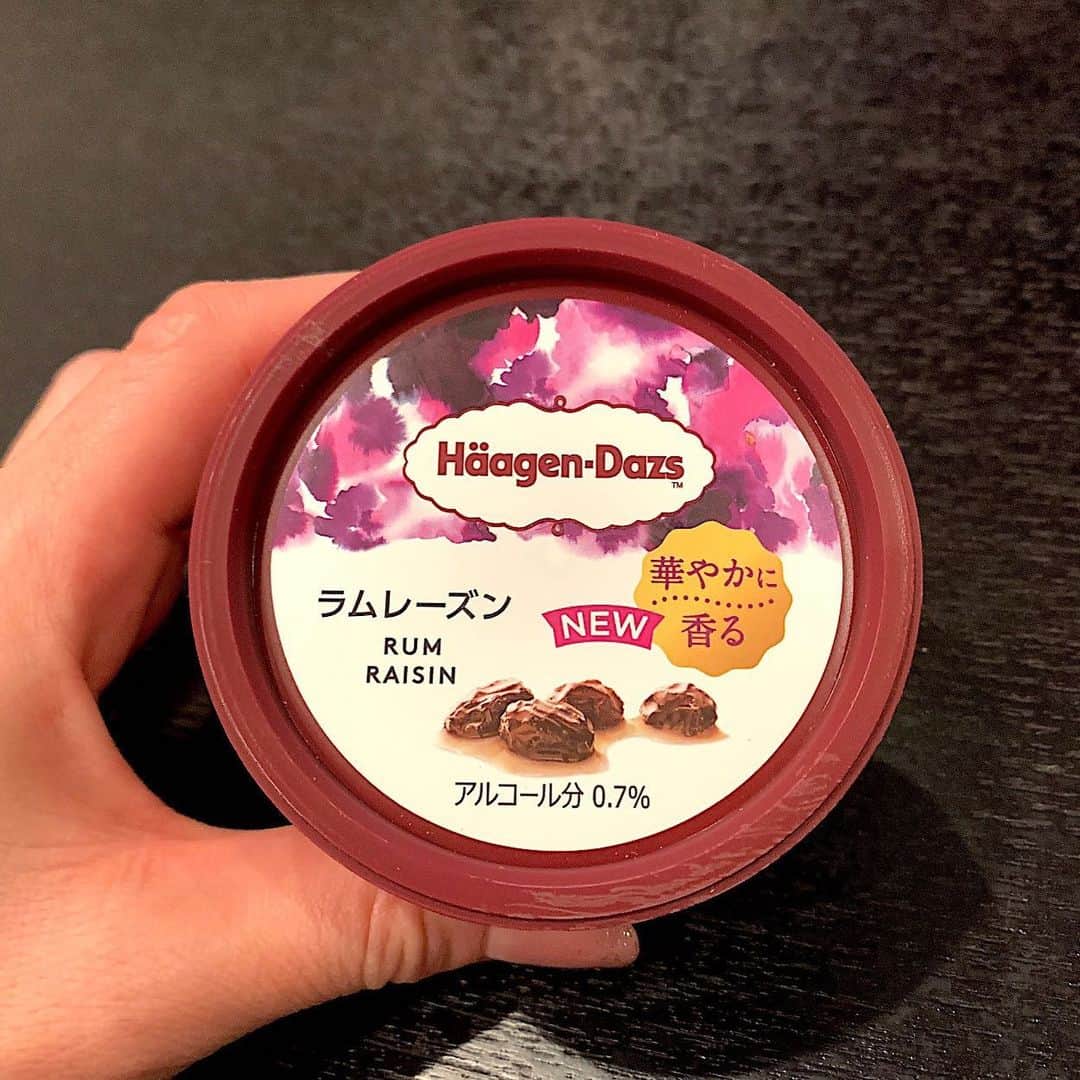 Häagen-Dazs
TM
華やかに
香る
NEW
ラムレーズン
RUM
RAISIN
アルコール分 0.7%